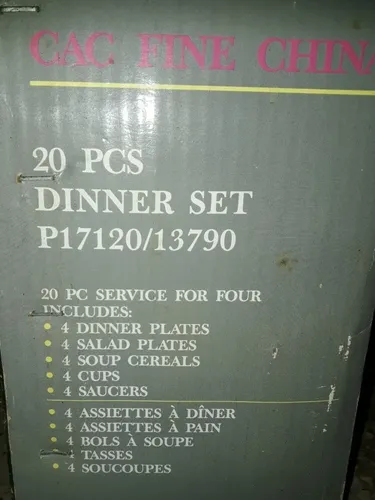 CAC FINE CHINA
20 PCS
DINNER SET
P17120/13790
20 PC SERVICE FOR FOUR
INCLUDES:
• 4 DINNER PLATES
• 4 SALAD PLATES
• 4 SOUP CEREALS
• 4 CUPS
• 4 SAUCERS
• 4 ASSIETTES À DÎNER
• 4 ASSIETTES À PAIN
• 4 BOLS À SOUPE
• 4 TASSES
• 4 SOUCOUPES